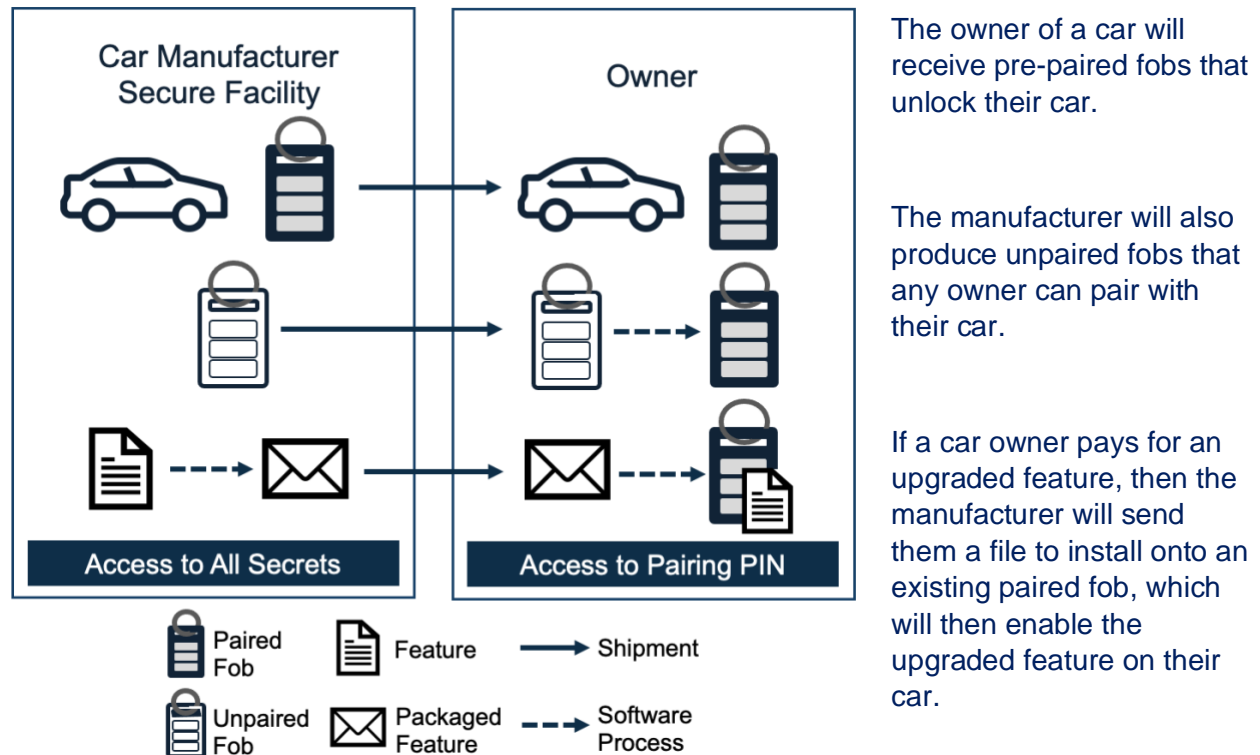 Car Manufacturer
Secure Facility
Owner
Access to All Secrets
Access to Pairing PIN
Paired
Fob
Feature
Shipment
Unpaired
Fob
Packaged
Feature
Software
Process
The owner of a car will
receive pre-paired fobs that
unlock their car.
The manufacturer will also
produce unpaired fobs that
any owner can pair with
their car.
If a car owner pays for an
upgraded feature, then the
manufacturer will send
them a file to install onto an
existing paired fob, which
will then enable the
upgraded feature on their
car.